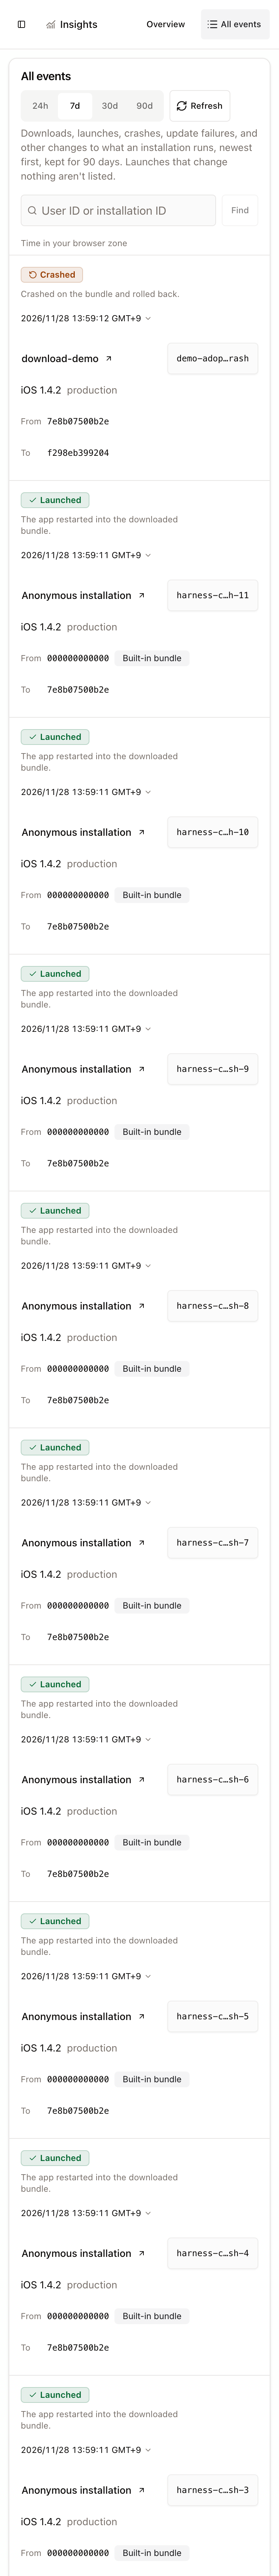 Insights
Overview
All events
All events
24h 7d 30d 90d Refresh
Downloads, launches, crashes, update failures, and
other changes to what an installation runs, newest
first, kept for 90 days. Launches that change
nothing aren't listed.
User ID or installation ID Find
Time in your browser zone
Crashed
Crashed on the bundle and rolled back.
2026/11/28 13:59:12 GMT+9
download-demo demo-adop…rash
iOS 1.4.2 production
From 7e8b07500b2e
To f298eb399204
Launched
The app restarted into the downloaded
bundle.
2026/11/28 13:59:11 GMT+9
Anonymous installation harness-c…h-11
iOS 1.4.2 production
From 000000000000 Built-in bundle
To 7e8b07500b2e
Launched
The app restarted into the downloaded
bundle.
2026/11/28 13:59:11 GMT+9
Anonymous installation harness-c…h-10
iOS 1.4.2 production
From 000000000000 Built-in bundle
To 7e8b07500b2e
Launched
The app restarted into the downloaded
bundle.
2026/11/28 13:59:11 GMT+9
Anonymous installation harness-c…sh-9
iOS 1.4.2 production
From 000000000000 Built-in bundle
To 7e8b07500b2e
Launched
The app restarted into the downloaded
bundle.
2026/11/28 13:59:11 GMT+9
Anonymous installation harness-c…sh-8
iOS 1.4.2 production
From 000000000000 Built-in bundle
To 7e8b07500b2e
Launched
The app restarted into the downloaded
bundle.
2026/11/28 13:59:11 GMT+9
Anonymous installation harness-c…sh-7
iOS 1.4.2 production
From 000000000000 Built-in bundle
To 7e8b07500b2e
Launched
The app restarted into the downloaded
bundle.
2026/11/28 13:59:11 GMT+9
Anonymous installation harness-c…sh-6
iOS 1.4.2 production
From 000000000000 Built-in bundle
To 7e8b07500b2e
Launched
The app restarted into the downloaded
bundle.
2026/11/28 13:59:11 GMT+9
Anonymous installation harness-c…sh-5
iOS 1.4.2 production
From 000000000000 Built-in bundle
To 7e8b07500b2e
Launched
The app restarted into the downloaded
bundle.
2026/11/28 13:59:11 GMT+9
Anonymous installation harness-c…sh-4
iOS 1.4.2 production
From 000000000000 Built-in bundle
To 7e8b07500b2e
Launched
The app restarted into the downloaded
bundle.
2026/11/28 13:59:11 GMT+9
Anonymous installation harness-c…sh-3
iOS 1.4.2 production
From 000000000000 Built-in bundle